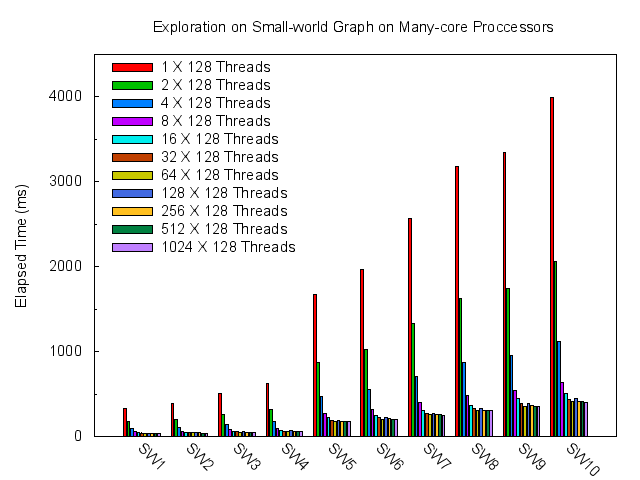 Exploration on Small-world Graph on Many-core Proccessors
1 X 128 Threads
2 X 128 Threads
4 X 128 Threads
8 X 128 Threads
16 X 128 Threads
32 X 128 Threads
64 X 128 Threads
128 X 128 Threads
256 X 128 Threads
512 X 128 Threads
1024 X 128 Threads
Elapsed Time (ms)
4000
3000
2000
1000
0
SW1
SW2
SW3
SW4
SW5
SW6
SW7
SW8
SW9
SW10